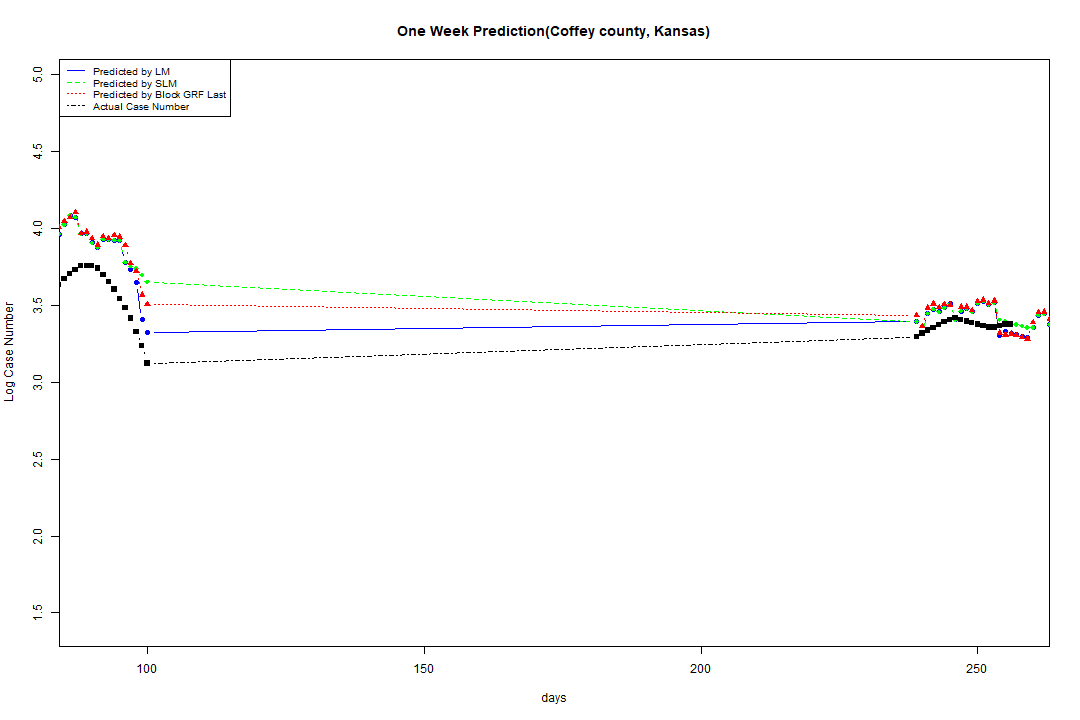 One Week Prediction(Coffey county, Kansas)
Predicted by LM
Predicted by SLM
Predicted by Block GRF Last
Actual Case Number
5.0
4.5
4.0
3.5
3.0
2.5
2.0
1.5
Log Case Number
100 150 200 250
days